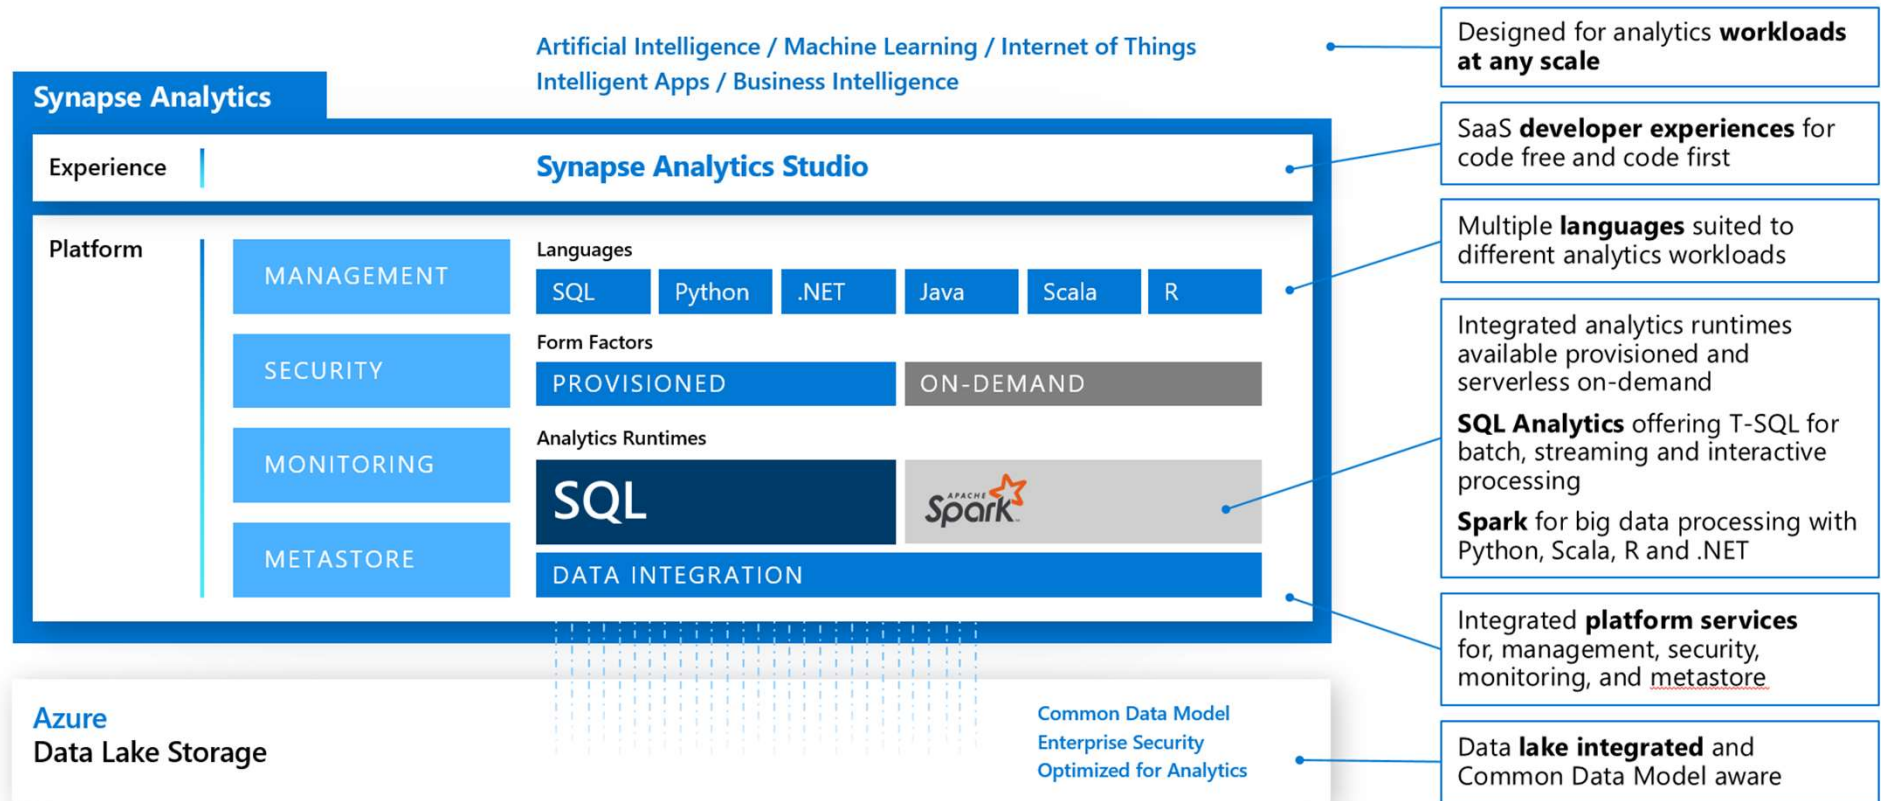 Artificial Intelligence / Machine Learning / Internet of Things
Intelligent Apps / Business Intelligence
Synapse Analytics
Experience
Synapse Analytics Studio
Platform
MANAGEMENT
SECURITY
MONITORING
METASTORE
Languages
SQL
Python
.NET
Java
Scala
R
Form Factors
PROVISIONED
ON-DEMAND
Analytics Runtimes
SQL
APACHE
Spark
DATA INTEGRATION
Azure
Data Lake Storage
Common Data Model
Enterprise Security
Optimized for Analytics
Designed for analytics workloads
at any scale
SaaS developer experiences for
code free and code first
Multiple languages suited to
different analytics workloads
Integrated analytics runtimes
available provisioned and
serverless on-demand
SQL Analytics offering T-SQL for
batch, streaming and interactive
processing
Spark for big data processing with
Python, Scala, R and .NET
Integrated platform services
for, management, security,
monitoring, and metastore
Data lake integrated and
Common Data Model aware